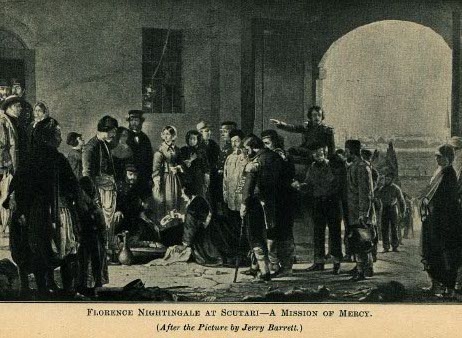 Florence Nightingale at Scutari—A Mission of Mercy.
(After the Picture by Jerry Barrett.)